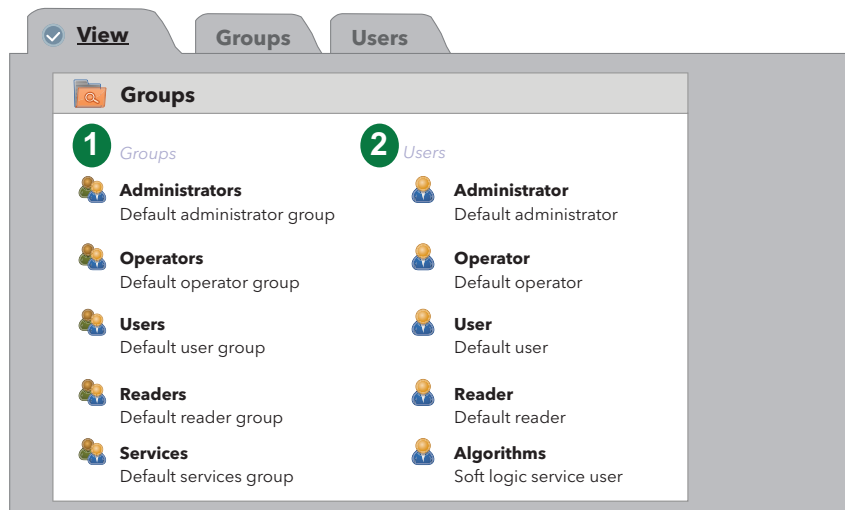 View
Groups
Users
Groups
1 Groups
2 Users
Administrators
Default administrator group
Administrator
Default administrator
Operators
Default operator group
Operator
Default operator
Users
Default user group
User
Default user
Readers
Default reader group
Reader
Default reader
Services
Default services group
Algorithms
Soft logic service user